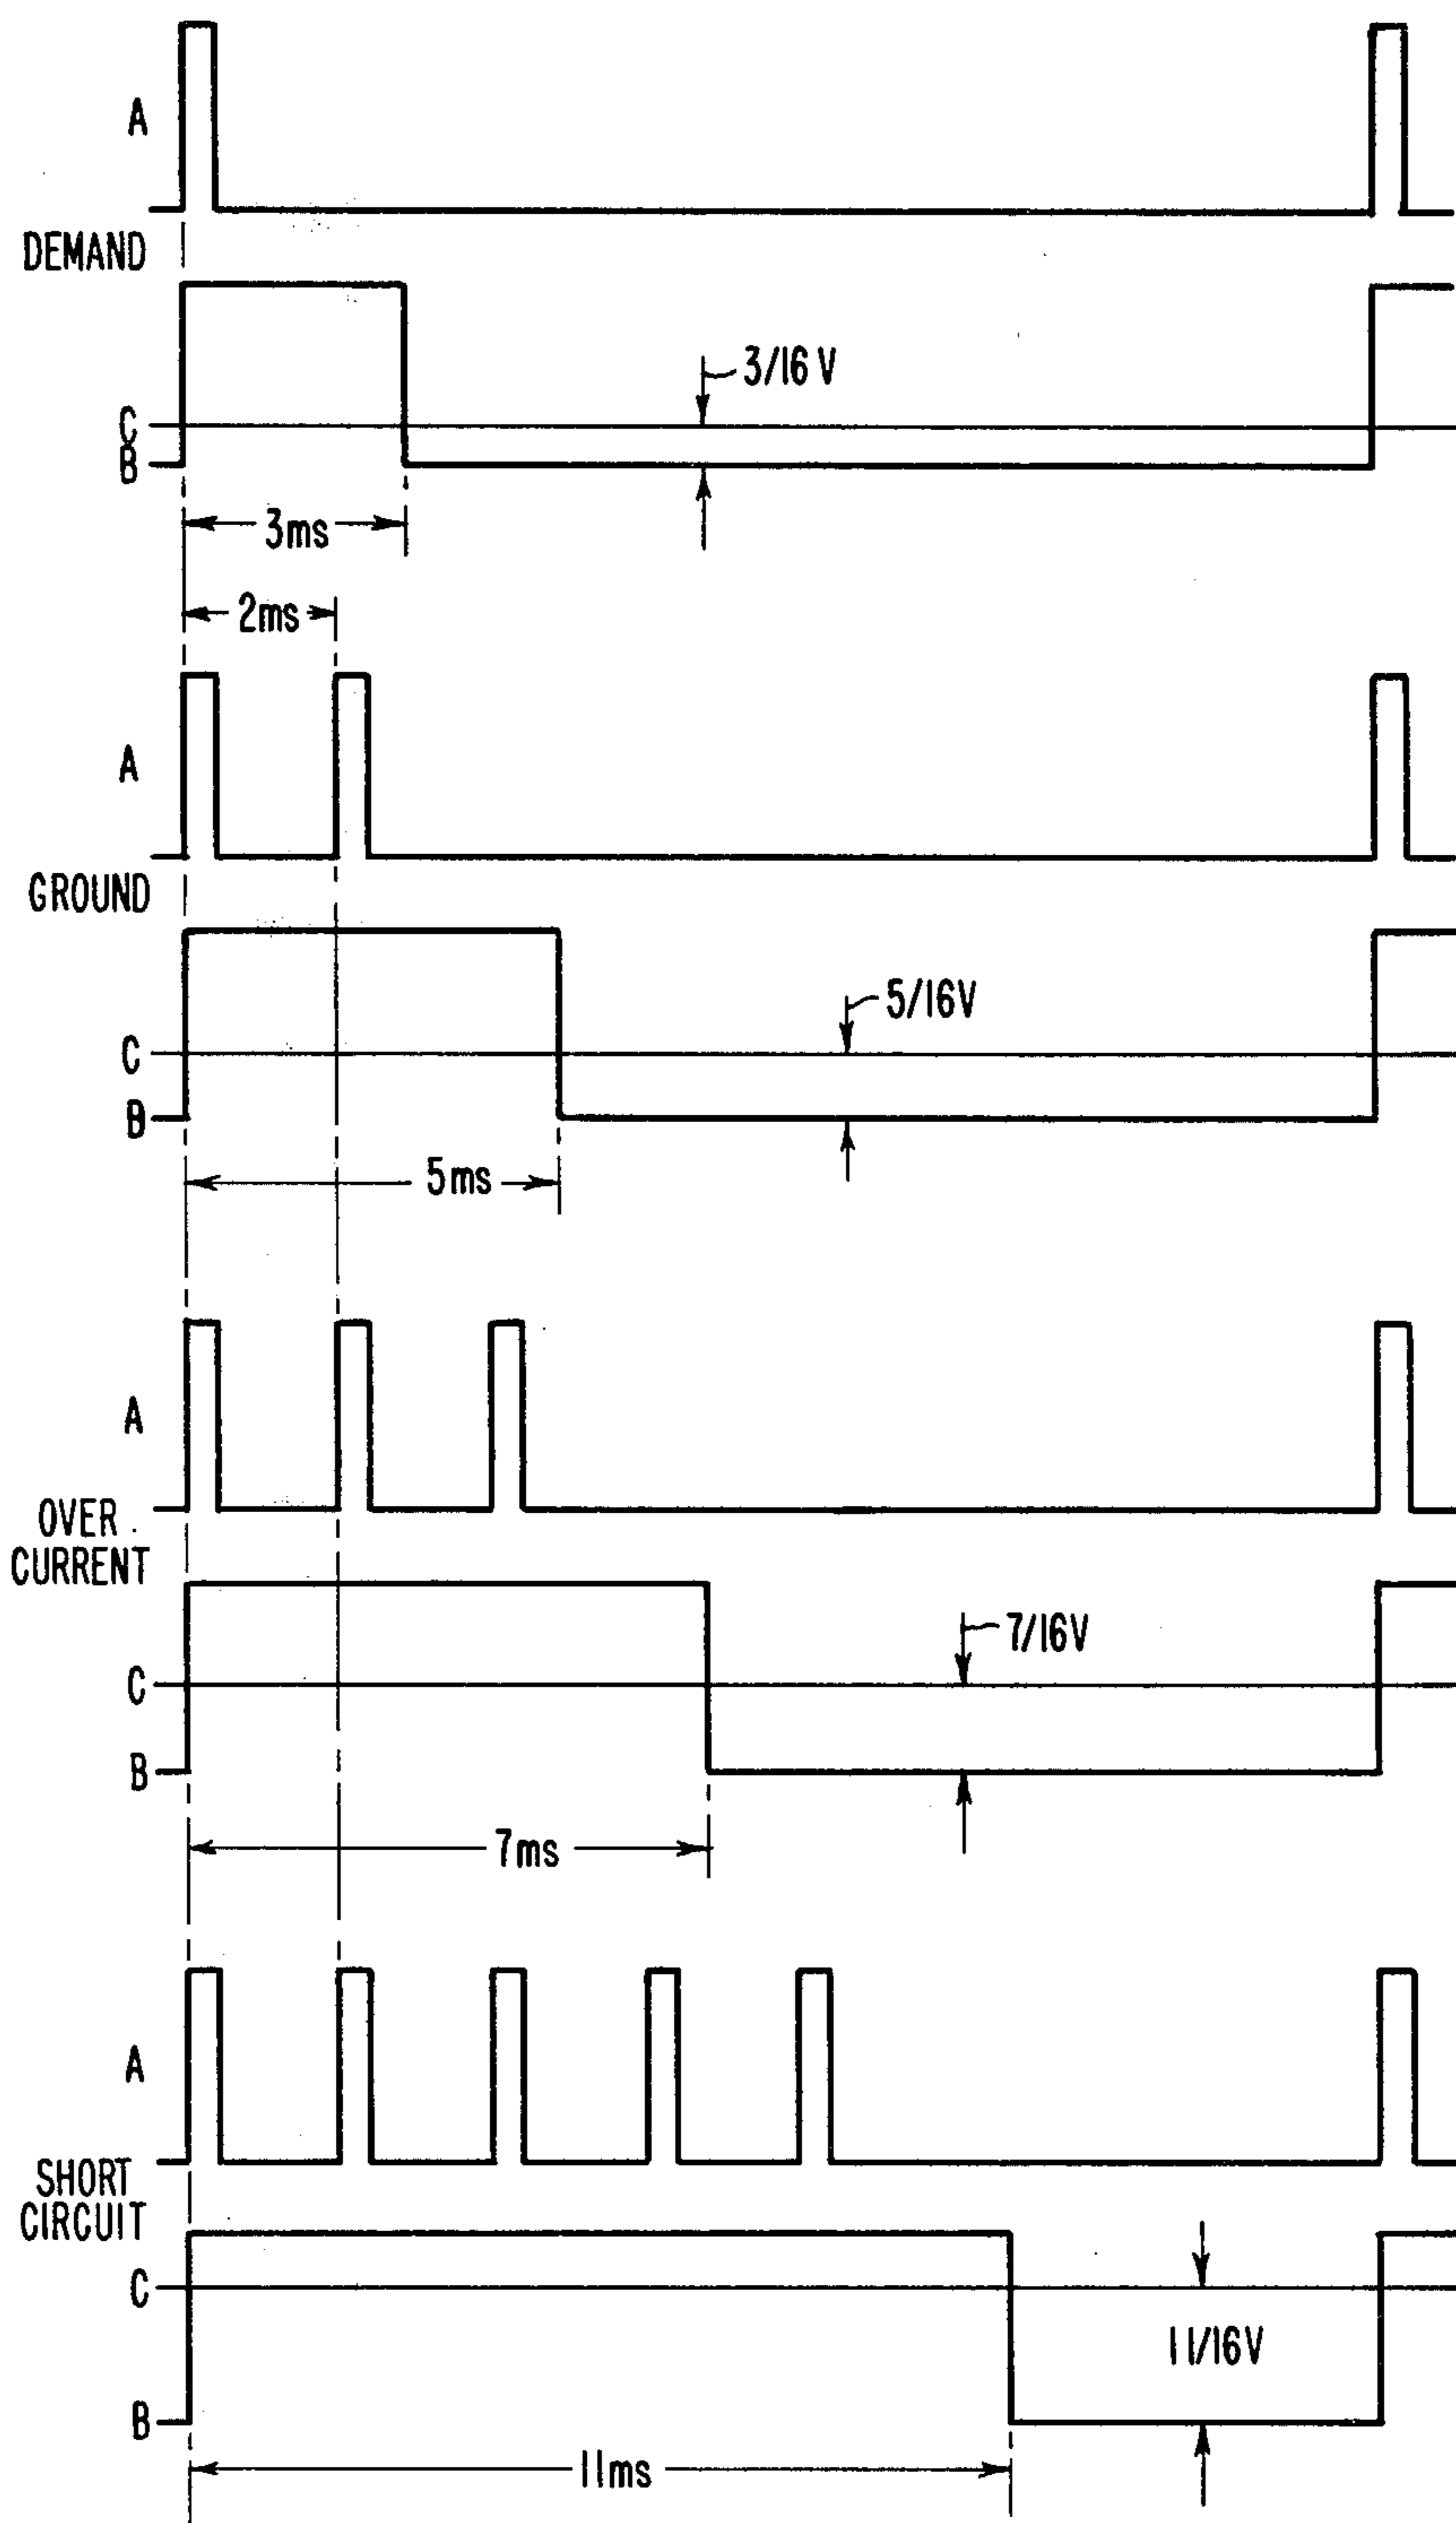 A
DEMAND
3/16 V
C
B
3ms
2ms
A
GROUND
5/16V
C
B
5ms
A
OVER
CURRENT
7/16V
C
B
7ms
A
SHORT
CIRCUIT
C
11/16V
B
11ms